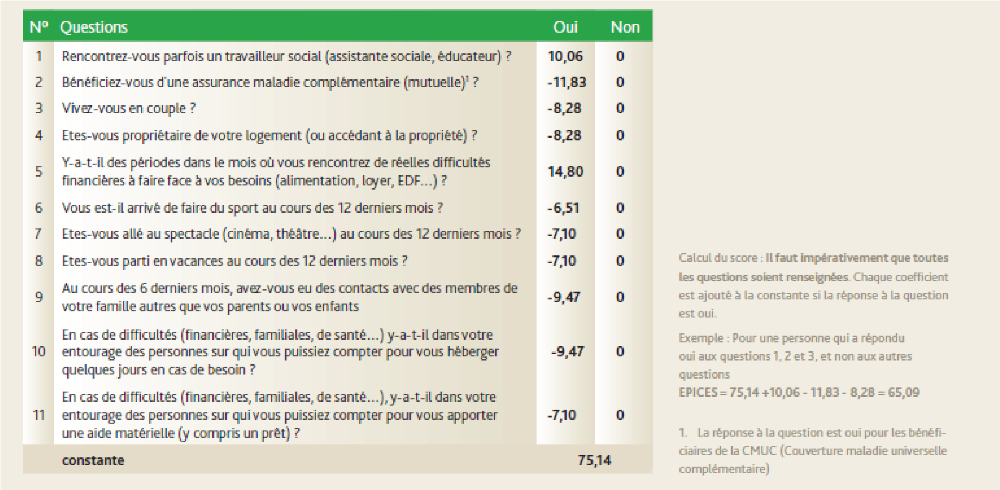 Nº Questions Oui Non
1 Rencontrez-vous parfois un travailleur social (assistante sociale, éducateur) ? 10,06 0
2 Bénéficiez-vous d'une assurance maladie complémentaire (mutuelle)¹ ? -11,83 0
3 Vivez-vous en couple ? -8,28 0
4 Etes-vous propriétaire de votre logement (ou accédant à la propriété) ? -8,28 0
5 Y-a-t-il des périodes dans le mois où vous rencontrez de réelles difficultés
financières à faire face à vos besoins (alimentation, loyer, EDF...) ? 14,80 0
6 Vous est-il arrivé de faire du sport au cours des 12 derniers mois ? -6,51 0
7 Etes-vous allé au spectacle (cinéma, théâtre...) au cours des 12 derniers mois ? -7,10 0
8 Etes-vous parti en vacances au cours des 12 derniers mois ? -7,10 0
9 Au cours des 6 derniers mois, avez-vous eu des contacts avec des membres de
votre famille autres que vos parents ou vos enfants -9,47 0
En cas de difficultés (financières, familiales, de santé...) y-a-t-il dans votre
10 entourage des personnes sur qui vous puissiez compter pour vous héberger -9,47 0
quelques jours en cas de besoin ?
En cas de difficultés (financières, familiales, de santé...), y-a-t-il dans votre
11 entourage des personnes sur qui vous puissiez compter pour vous apporter -7,10 0
une aide matérielle (y compris un prêt) ?
constante 75,14
Calcul du score : Il faut impérativement que toutes
les questions soient renseignées. Chaque coefficient
est ajouté à la constante si la réponse à la question
est oui.
Exemple : Pour une personne qui a répondu
oui aux questions 1, 2 et 3, et non aux autres
questions
EPICES = 75,14 +10,06 - 11,83 - 8,28 = 65,09
1. La réponse à la question est oui pour les bénéfi-
ciaires de la CMUC (Couverture maladie universelle
complémentaire)